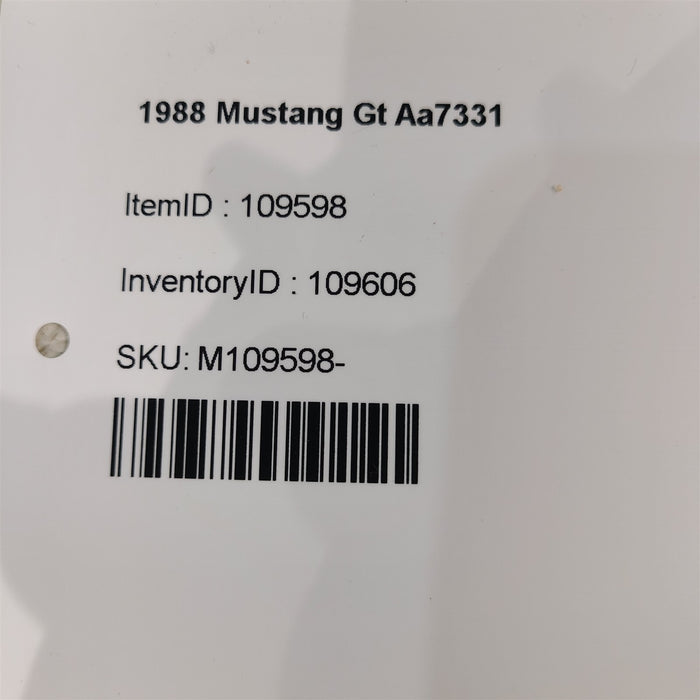 1988 Mustang Gt Aa7331
ItemID : 109598
InventoryID : 109606
SKU: M109598-